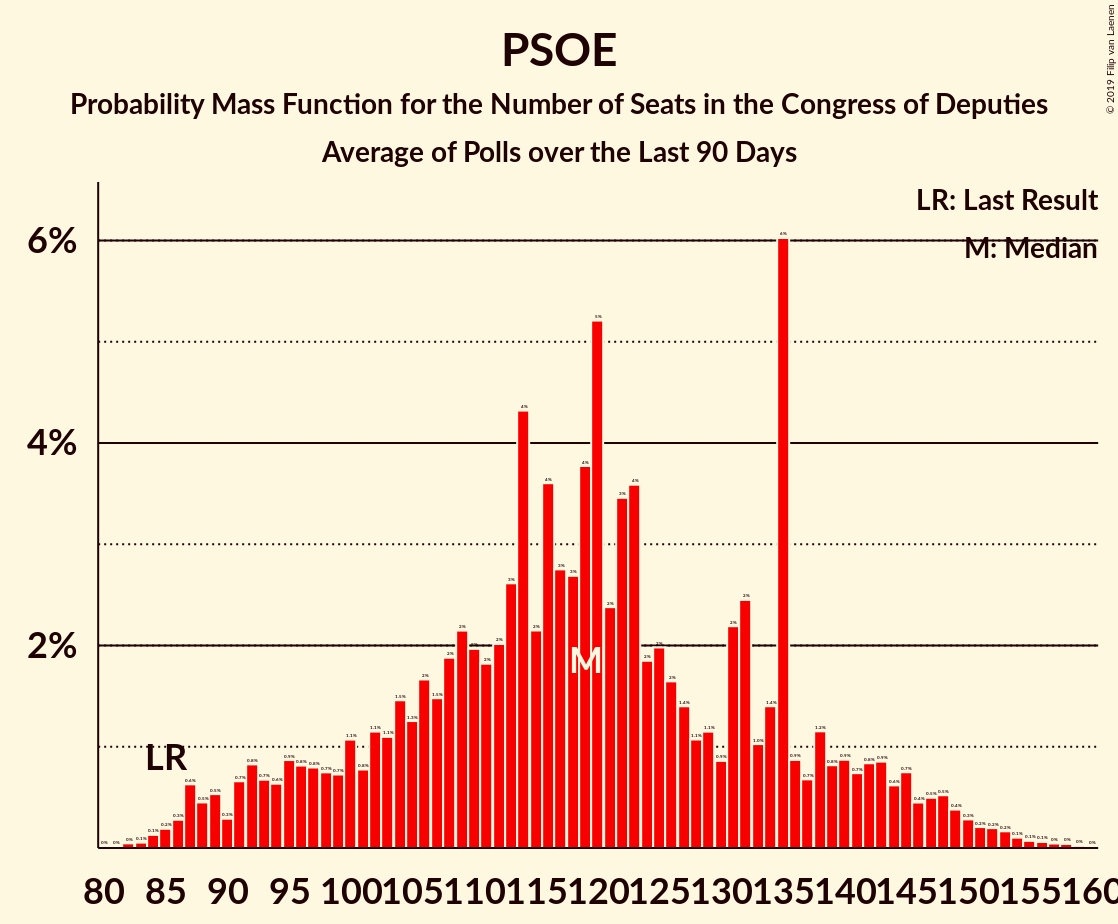 PSOE
Probability Mass Function for the Number of Seats in the Congress of Deputies
Average of Polls over the Last 90 Days
© 2019 Filip van Laenen
LR: Last Result
M: Median
6%
4%
2%
LR
M
80 85 90 95 100 105 110 115 120 125 130 135 140 145 150 155 160